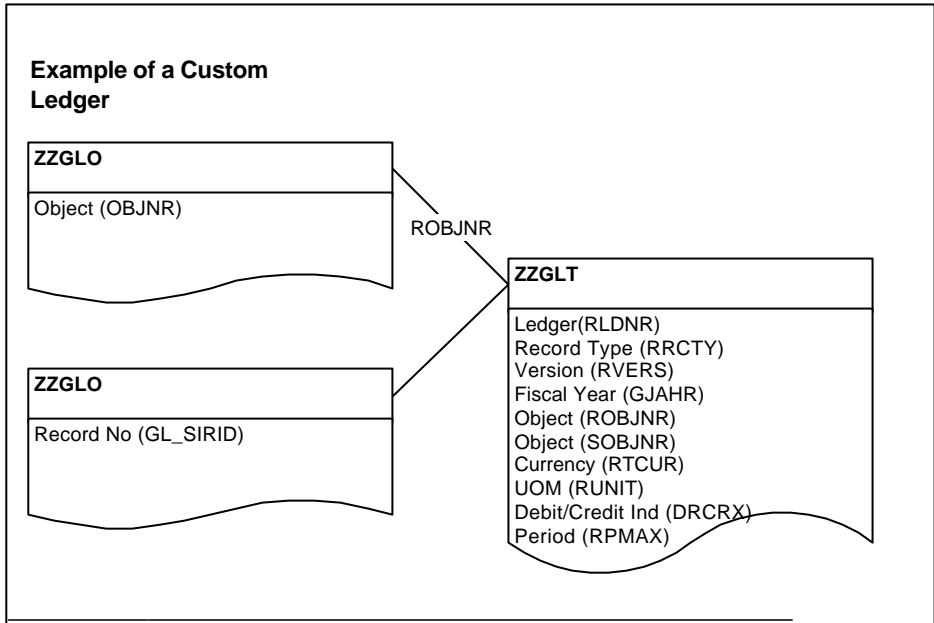 Example of a Custom
Ledger
ZZGLO
Object (OBJNR)
ROBJNR
ZZGLT
Ledger(RLDNR)
Record Type (RRCTY)
Version (RVERS)
Fiscal Year (GJAHR)
Object (ROBJNR)
Object (SOBJNR)
Currency (RTCUR)
UOM (RUNIT)
Debit/Credit Ind (DRCRX)
Period (RPMAX)
ZZGLO
Record No (GL_SIRID)